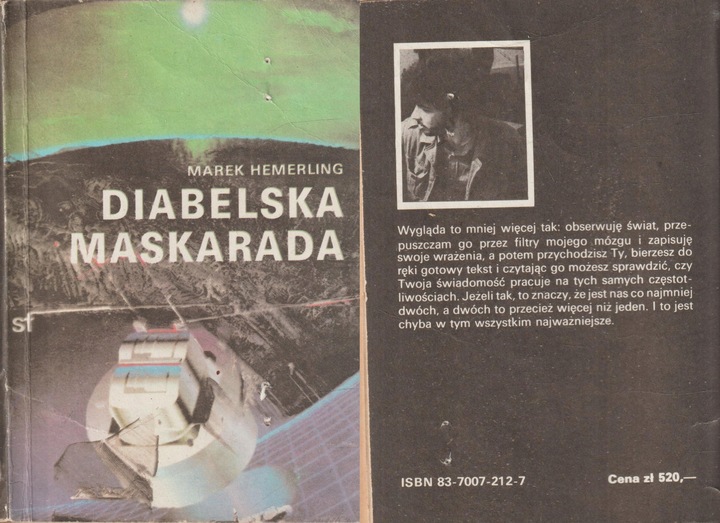 MAREK HEMERLING
DIABELSKA
MASKARADA
sf
Wygląda to mniej więcej tak: obserwuję świat, prze-
puszczam go przez filtry mojego mózgu i zapisuję
swoje wrażenia, a potem przychodzisz Ty, bierzesz do
ręki gotowy tekst i czytając go możesz sprawdzić, czy
Twoja świadomość pracuje na tych samych częstot-
liwościach. Jeżeli tak, to znaczy, że jest nas co najmniej
dwóch, a dwóch to przecież więcej niż jeden. I to jest
chyba w tym wszystkim najważniejsze.
ISBN 83-7007-212-7
Cena zł 520,—